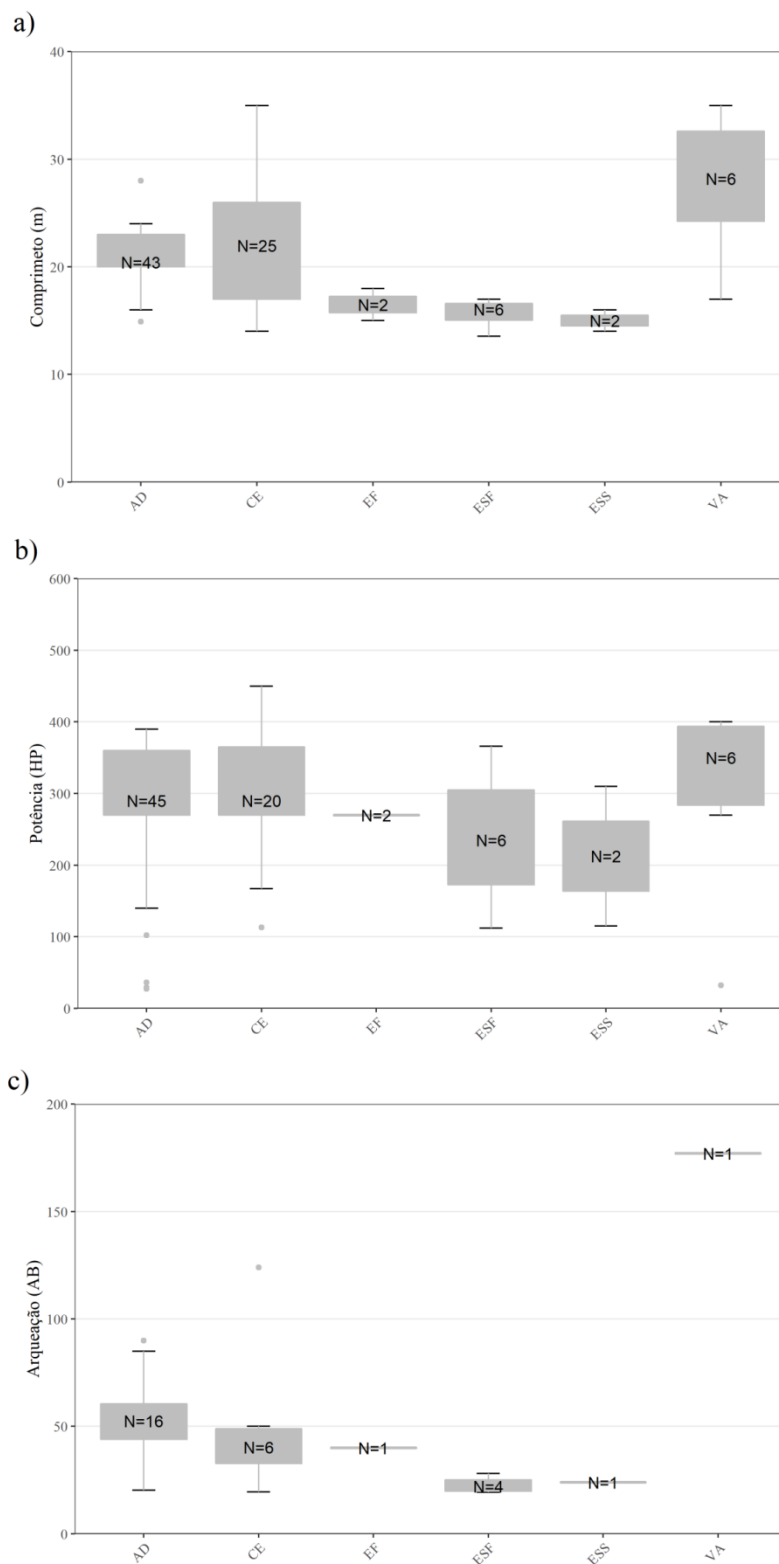 a)
Comprimeto (m)
40
30
20
10
0
N=43
N=25
N=2
N=6
N=2
N=6
AD
CE
EF
ESF
ESS
VA
b)
Potência (HP)
600
500
400
300
200
100
0
N=45
N=20
N=2
N=6
N=2
N=6
AD
CE
EF
ESF
ESS
VA
c)
Arqueação (AB)
200
150
100
50
0
N=16
N=6
N=1
N=4
N=1
N=1
AD
CE
EF
ESF
ESS
VA